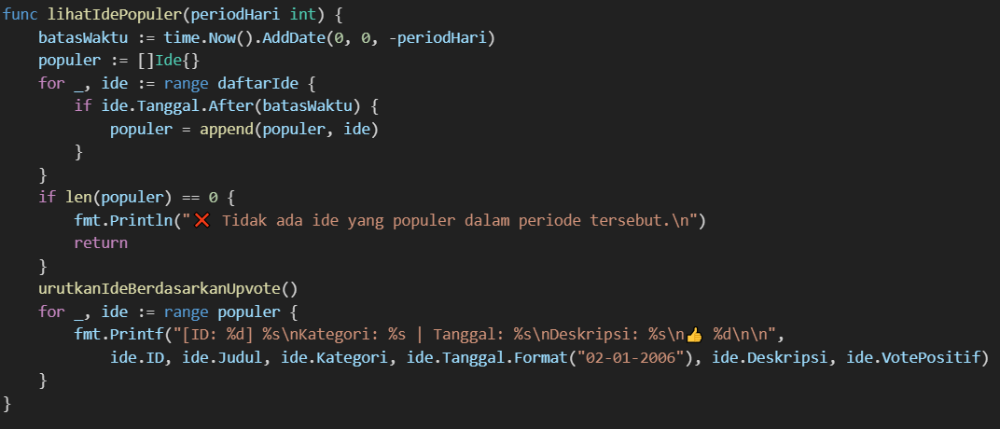 func lihatIdePopuler(periodHari int) {
    batasWaktu := time.Now().AddDate(0, 0, -periodHari)
    populer := []Ide{}
    for _, ide := range daftarIde {
        if ide.Tanggal.After(batasWaktu) {
            populer = append(populer, ide)
        }
    }
    if len(populer) == 0 {
        fmt.Println("❌ Tidak ada ide yang populer dalam periode tersebut.\n")
        return
    }
    urutkanIdeBerdasarkanUpvote()
    for _, ide := range populer {
        fmt.Printf("[ID: %d] %s\nKategori: %s | Tanggal: %s\nDeskripsi: %s\n👍 %d\n\n",
            ide.ID, ide.Judul, ide.Kategori, ide.Tanggal.Format("02-01-2006"), ide.Deskripsi, ide.VotePositif)
    }
}